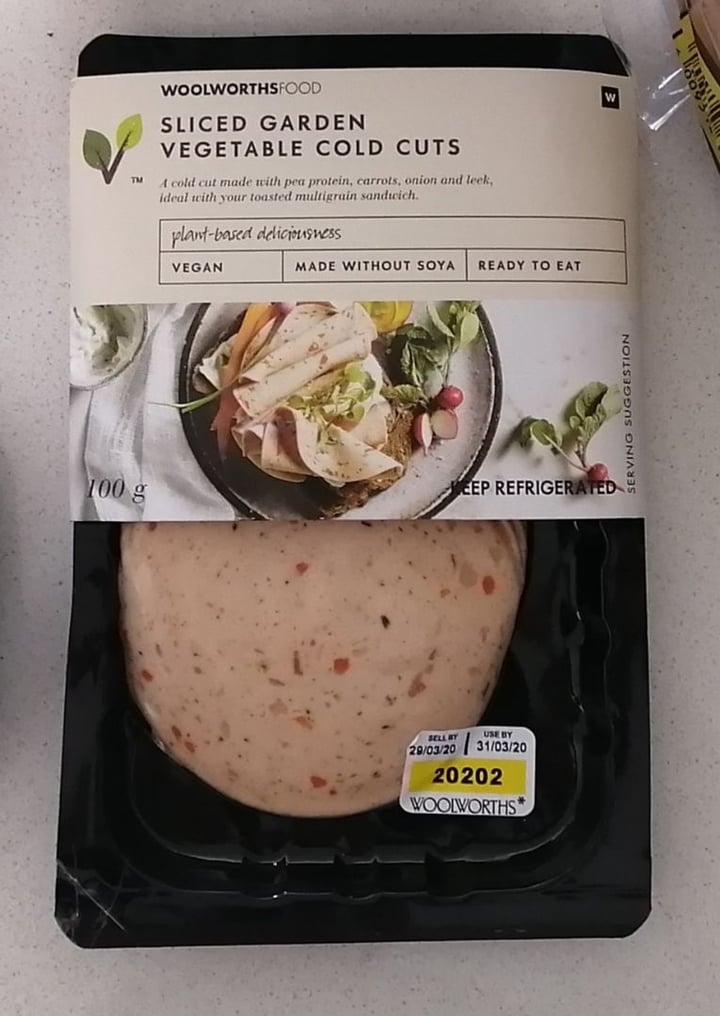 WOOLWORTHSFOOD
W
SLICED GARDEN
VEGETABLE COLD CUTS
TM
A cold cut made with pea protein, carrots, onion and leek,
ideal with your toasted multigrain sandwich.
plant-based deliciousness
VEGAN
MADE WITHOUT SOYA
READY TO EAT
SERVING SUGGESTION
100 g
KEEP REFRIGERATED
SELL BY
USE BY
29/03/20
31/03/20
20202
WOOLWORTHS*